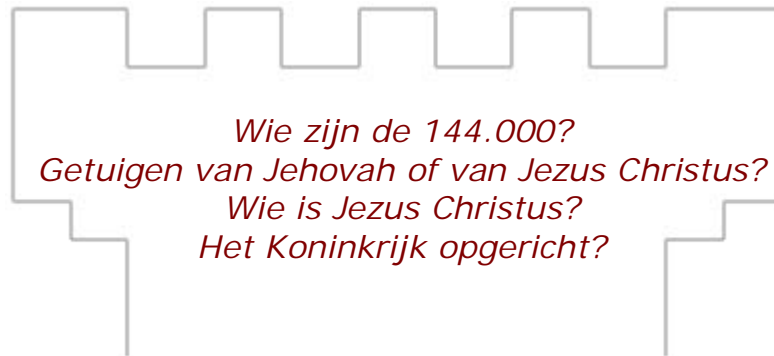 Wie zijn de 144.000?
Getuigen van Jehovah of van Jezus Christus?
Wie is Jezus Christus?
Het Koninkrijk opgericht?